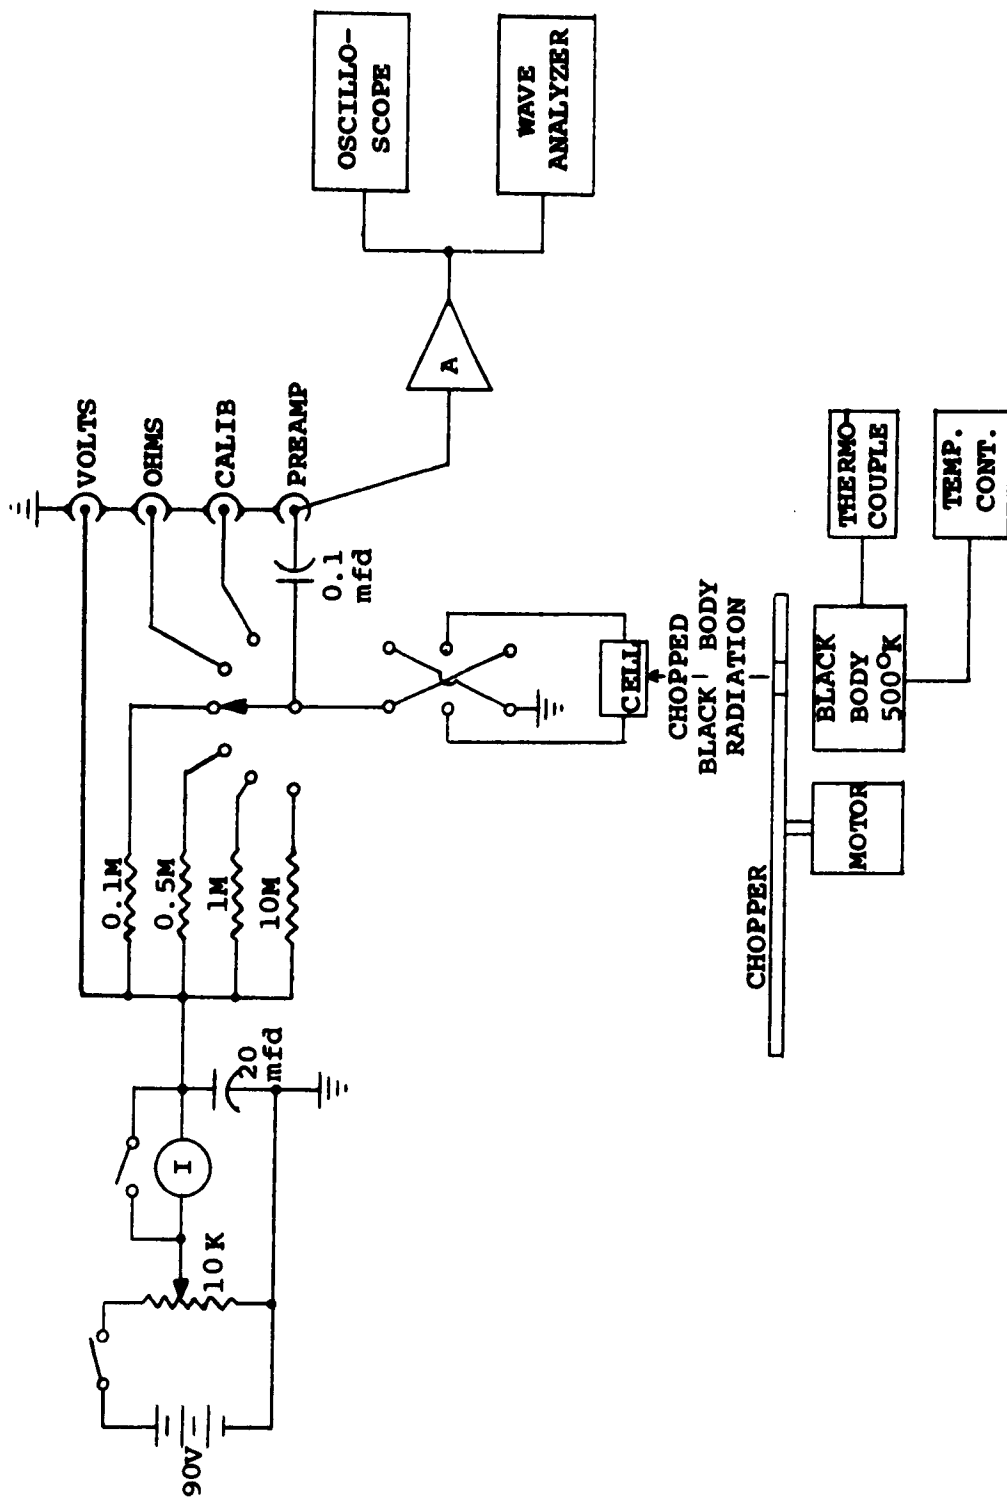 90V
10K
I
20
mfd
0.1M
0.5M
1M
10M
VOLTS
OHMS
CALIB
PREAMP
0.1
mfd
A
OSCILLO-
SCOPE
WAVE
ANALYZER
CELL
CHOPPED
BLACK BODY
RADIATION
CHOPPER
MOTOR
BLACK
BODY
500°K
THERMO
COUPLE
TEMP.
CONT.